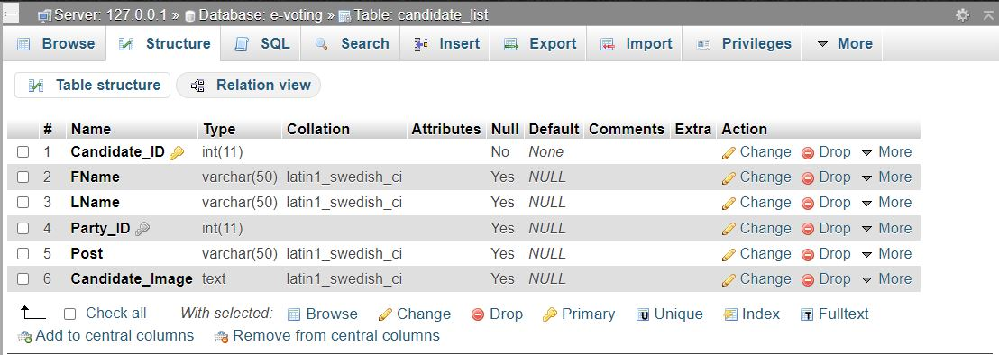 Server: 127.0.0.1 » Database: e-voting » Table: candidate_list
Browse Structure SQL Search Insert Export Import Privileges More
Table structure Relation view
# Name Type Collation Attributes Null Default Comments Extra Action
1 Candidate_ID int(11) No None Change Drop More
2 FName varchar(50) latin1_swedish_ci Yes NULL Change Drop More
3 LName varchar(50) latin1_swedish_ci Yes NULL Change Drop More
4 Party_ID int(11) Yes NULL Change Drop More
5 Post varchar(50) latin1_swedish_ci Yes NULL Change Drop More
6 Candidate_Image text latin1_swedish_ci Yes NULL Change Drop More
Check all With selected: Browse Change Drop Primary Unique Index Fulltext
Add to central columns Remove from central columns